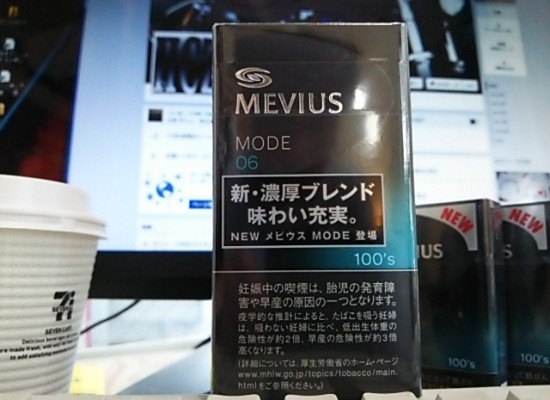 MEVIUS
MODE
06
新・濃厚ブレンド
味わい充実。
NEW メビウス MODE 登場
100's
妊娠中の喫煙は、胎児の発育障
害や早産の原因の一つとなります。
疫学的な推計によると、たばこを吸う妊婦
は、吸わない妊婦に比べ、低出生体重の
危険性が約2倍、早産の危険性が約3倍
高くなります。
(詳細については、厚生労働省のホーム・ページ
www.mhlw.go.jp/topics/tobacco/main.
htmlをご参照ください。)
NEW
IUS
100's
NEW
100's
SEVEN CAFÉ
Delicious beverages